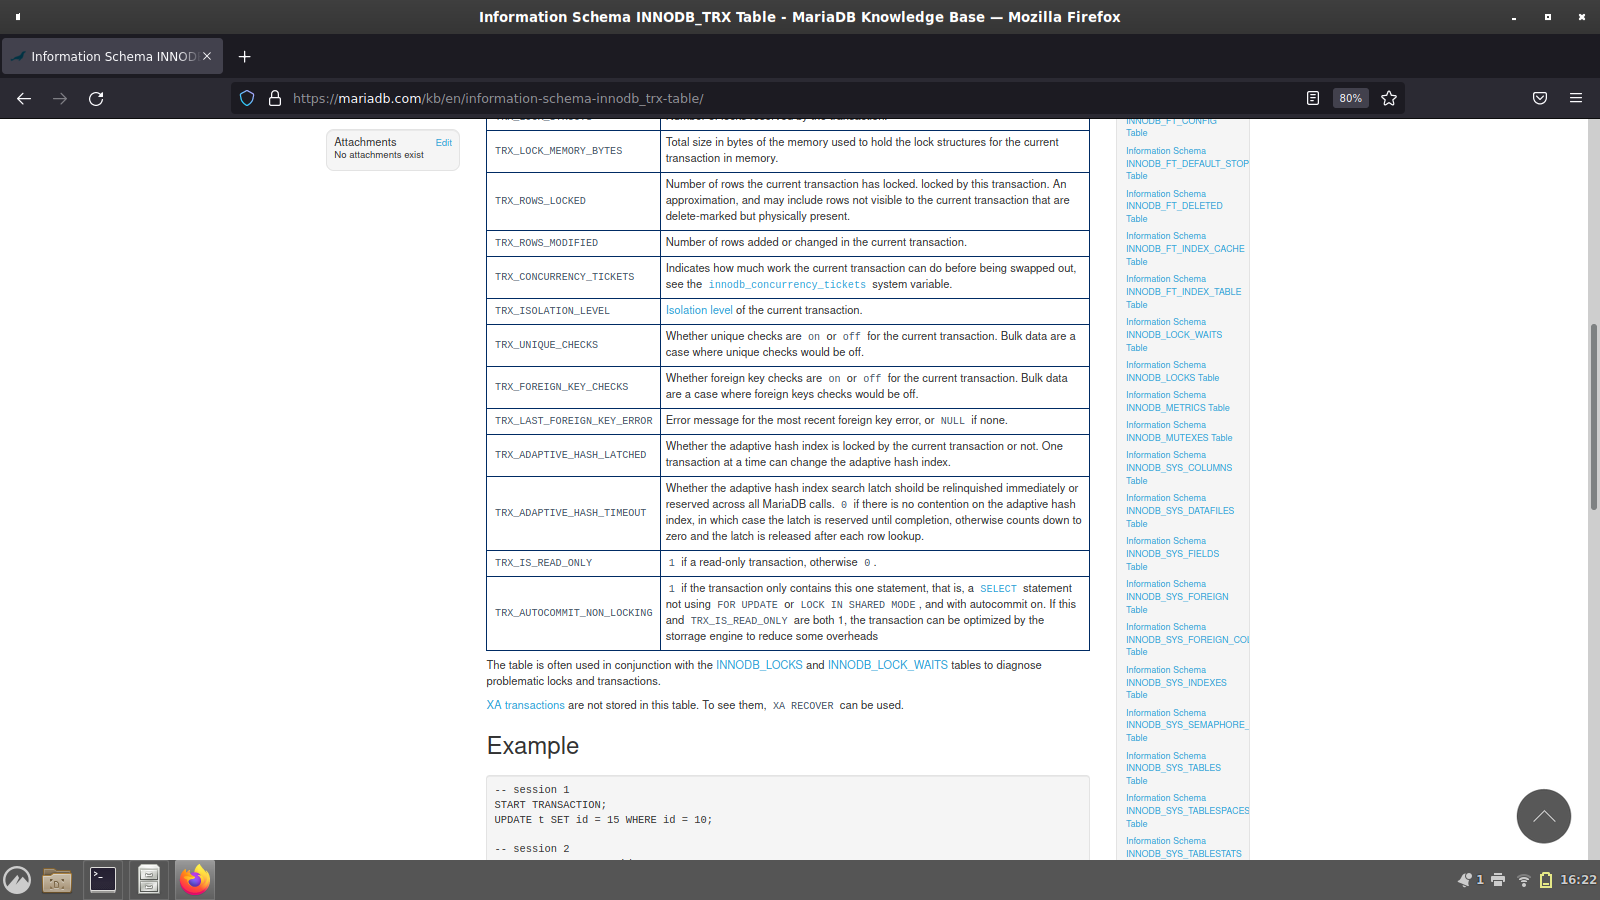 Information Schema INNODB_TRX Table - MariaDB Knowledge Base — Mozilla Firefox
Information Schema INNOD
https://mariadb.com/kb/en/information-schema-innodb_trx-table/
80%
Attachments
Edit
No attachments exist
TRX_LOCK_MEMORY_BYTES
Total size in bytes of the memory used to hold the lock structures for the current
transaction in memory.
TRX_ROWS_LOCKED
Number of rows the current transaction has locked. locked by this transaction. An
approximation, and may include rows not visible to the current transaction that are
delete-marked but physically present.
TRX_ROWS_MODIFIED
Number of rows added or changed in the current transaction.
TRX_CONCURRENCY_TICKETS
Indicates how much work the current transaction can do before being swapped out,
see the innodb_concurrency_tickets system variable.
TRX_ISOLATION_LEVEL
Isolation level of the current transaction.
TRX_UNIQUE_CHECKS
Whether unique checks are on or off for the current transaction. Bulk data are a
case where unique checks would be off.
TRX_FOREIGN_KEY_CHECKS
Whether foreign key checks are on or off for the current transaction. Bulk data
are a case where foreign keys checks would be off.
TRX_LAST_FOREIGN_KEY_ERROR
Error message for the most recent foreign key error, or NULL if none.
TRX_ADAPTIVE_HASH_LATCHED
Whether the adaptive hash index is locked by the current transaction or not. One
transaction at a time can change the adaptive hash index.
TRX_ADAPTIVE_HASH_TIMEOUT
Whether the adaptive hash index search latch shoild be relinquished immediately or
reserved across all MariaDB calls. 0 if there is no contention on the adaptive hash
index, in which case the latch is reserved until completion, otherwise counts down to
zero and the latch is released after each row lookup.
TRX_IS_READ_ONLY
1 if a read-only transaction, otherwise 0.
TRX_AUTOCOMMIT_NON_LOCKING
1 if the transaction only contains this one statement, that is, a SELECT statement
not using FOR UPDATE or LOCK IN SHARED MODE, and with autocommit on. If this
and TRX_IS_READ_ONLY are both 1, the transaction can be optimized by the
storrage engine to reduce some overheads
The table is often used in conjunction with the INNODB_LOCKS and INNODB_LOCK_WAITS tables to diagnose
problematic locks and transactions.
XA transactions are not stored in this table. To see them, XA RECOVER can be used.
Example
-- session 1
START TRANSACTION;
UPDATE t SET id = 15 WHERE id = 10;
-- session 2
INNODB_FT_CONFIG
Table
Information Schema
INNODB_FT_DEFAULT_STOP
Table
Information Schema
INNODB_FT_DELETED
Table
Information Schema
INNODB_FT_INDEX_CACHE
Table
Information Schema
INNODB_FT_INDEX_TABLE
Table
Information Schema
INNODB_LOCK_WAITS
Table
Information Schema
INNODB_LOCKS Table
Information Schema
INNODB_METRICS Table
Information Schema
INNODB_MUTEXES Table
Information Schema
INNODB_SYS_COLUMNS
Table
Information Schema
INNODB_SYS_DATAFILES
Table
Information Schema
INNODB_SYS_FIELDS
Table
Information Schema
INNODB_SYS_FOREIGN
Table
Information Schema
INNODB_SYS_FOREIGN_COL
Table
Information Schema
INNODB_SYS_INDEXES
Table
Information Schema
INNODB_SYS_SEMAPHORE_
Table
Information Schema
INNODB_SYS_TABLES
Table
Information Schema
INNODB_SYS_TABLESPACES
Table
Information Schema
INNODB_SYS_TABLESTATS
1
16:22